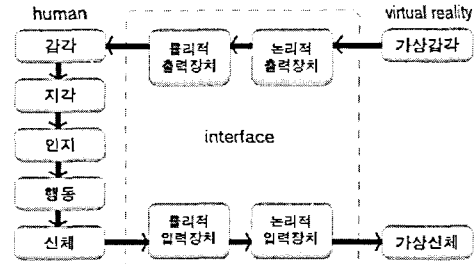 human
virtual reality
감각
물리적
출력장치
논리적
출력장치
가상감각
지각
인지
interface
행동
신체
물리적
입력장치
논리적
입력장치
가상신체